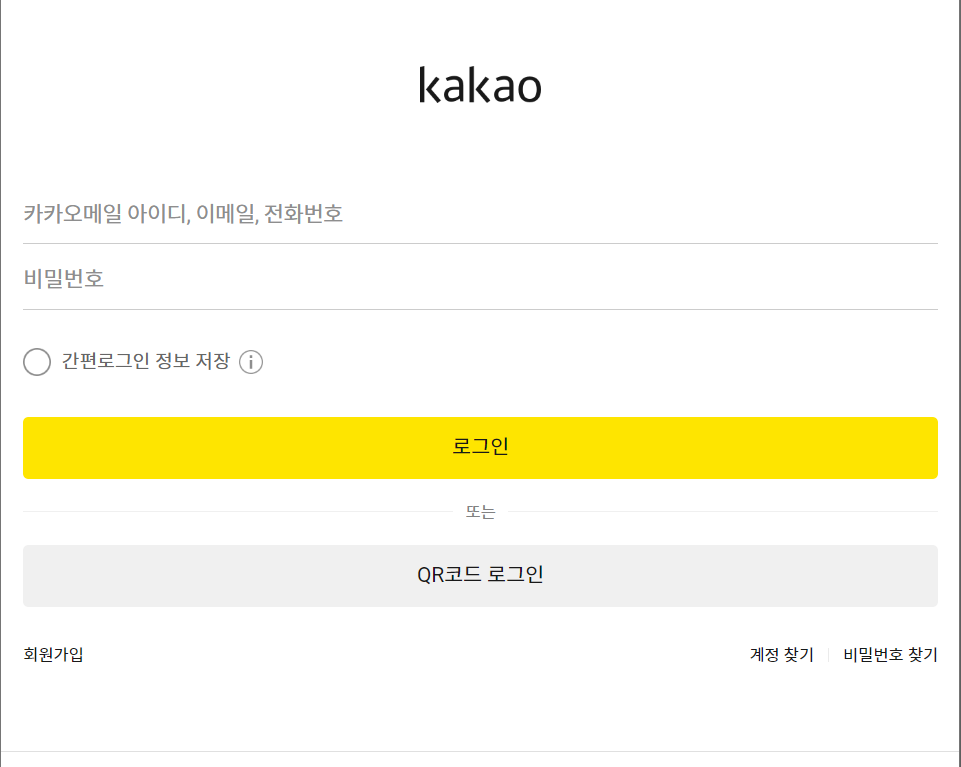 kakao
카카오메일 아이디, 이메일, 전화번호
비밀번호
간편로그인 정보 저장
로그인
또는
QR코드 로그인
회원가입
계정 찾기
비밀번호 찾기